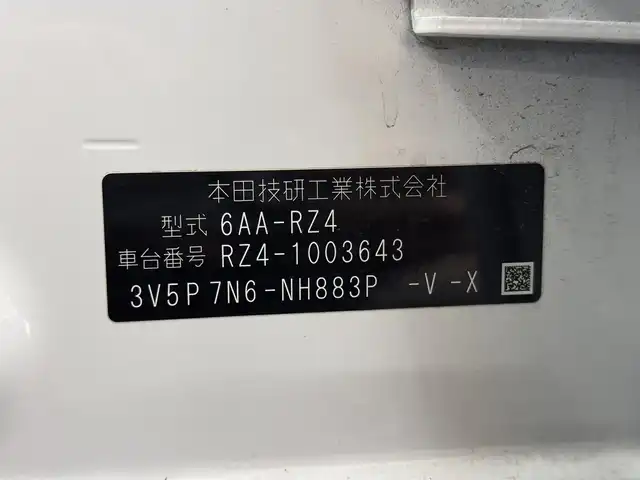 本田技研工業株式会社
型式 6AA-RZ4
車台番号 RZ4-1003643
3V5P 7N6-NH883P -V -X